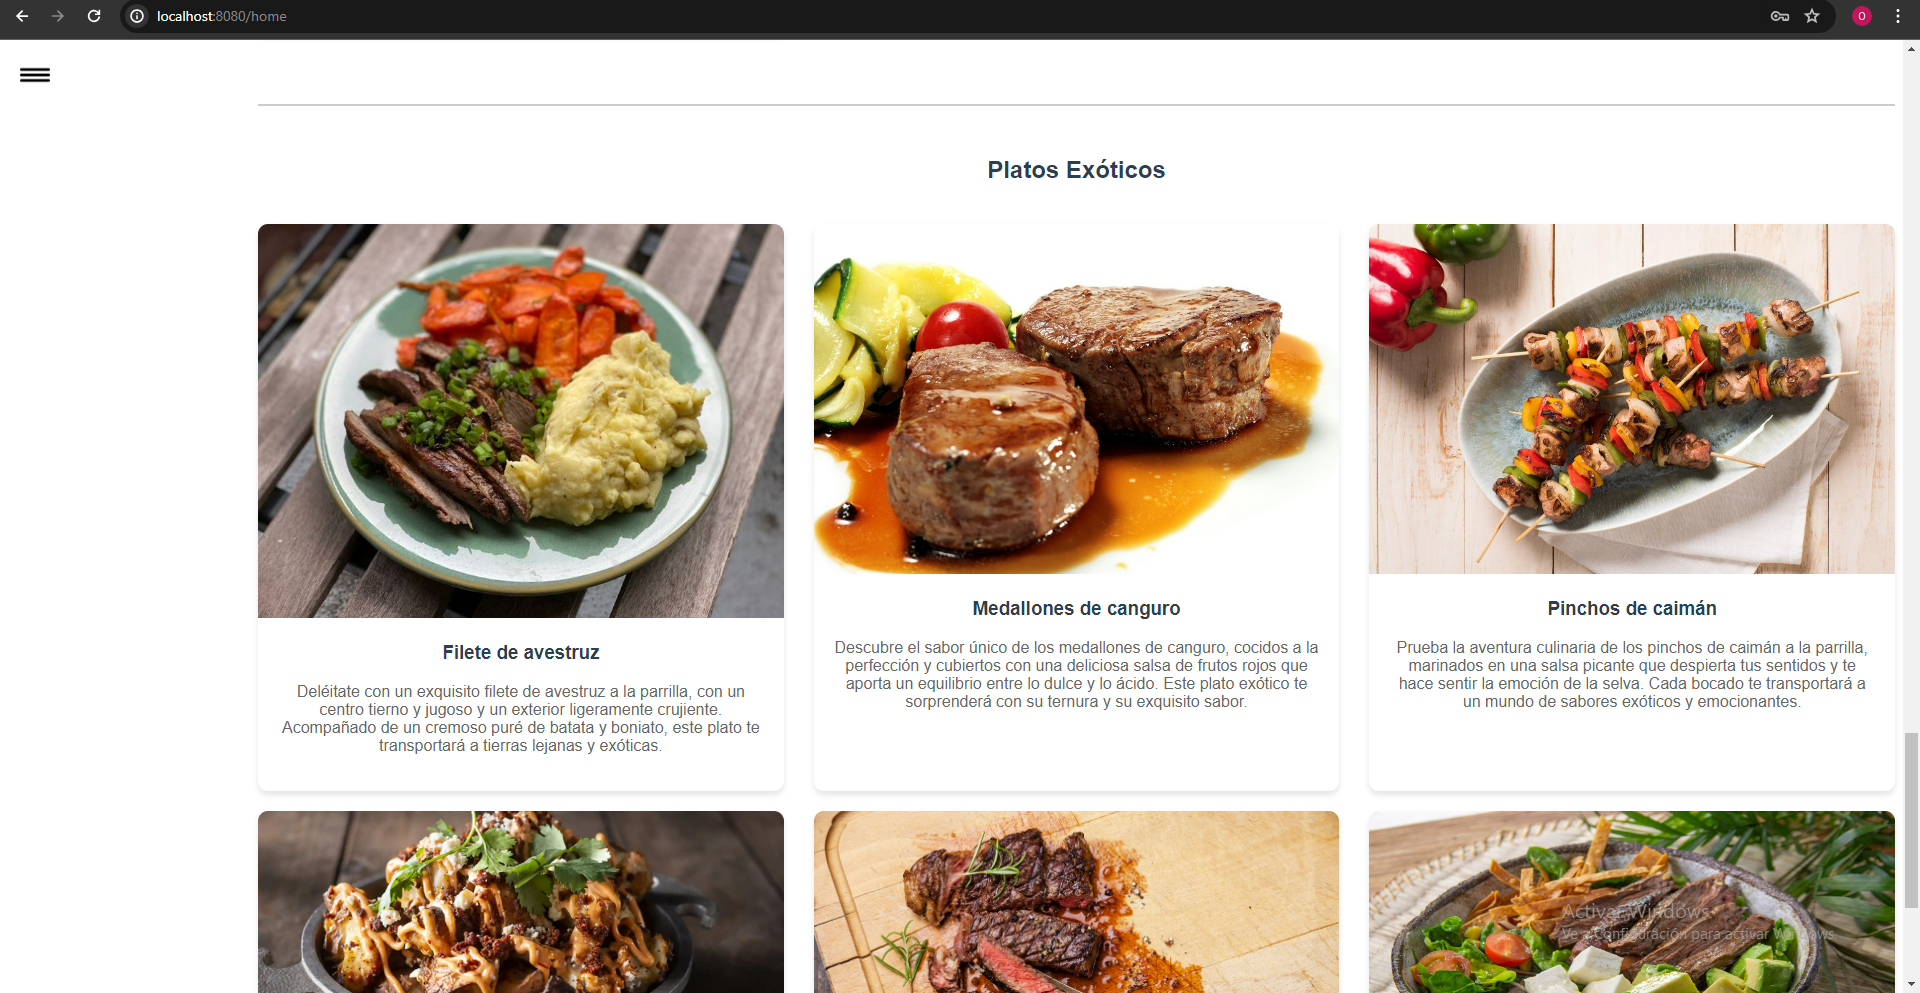 localhost:8080/home
O
Platos Exóticos
Filete de avestruz
Deléitate con un exquisito filete de avestruz a la parrilla, con un
centro tierno y jugoso y un exterior ligeramente crujiente.
Acompañado de un cremoso puré de batata y boniato, este plato te
transportará a tierras lejanas y exóticas.
Medallones de canguro
Descubre el sabor único de los medallones de canguro, cocidos a la
perfección y cubiertos con una deliciosa salsa de frutos rojos que
aporta un equilibrio entre lo dulce y lo ácido. Este plato exótico te
sorprenderá con su ternura y su exquisito sabor.
Pinchos de caimán
Prueba la aventura culinaria de los pinchos de caimán a la parrilla,
marinados en una salsa picante que despierta tus sentidos y te
hace sentir la emoción de la selva. Cada bocado te transportará a
un mundo de sabores exóticos y emocionantes.
Activar Windows
Ve a Configuración para activar Windows.